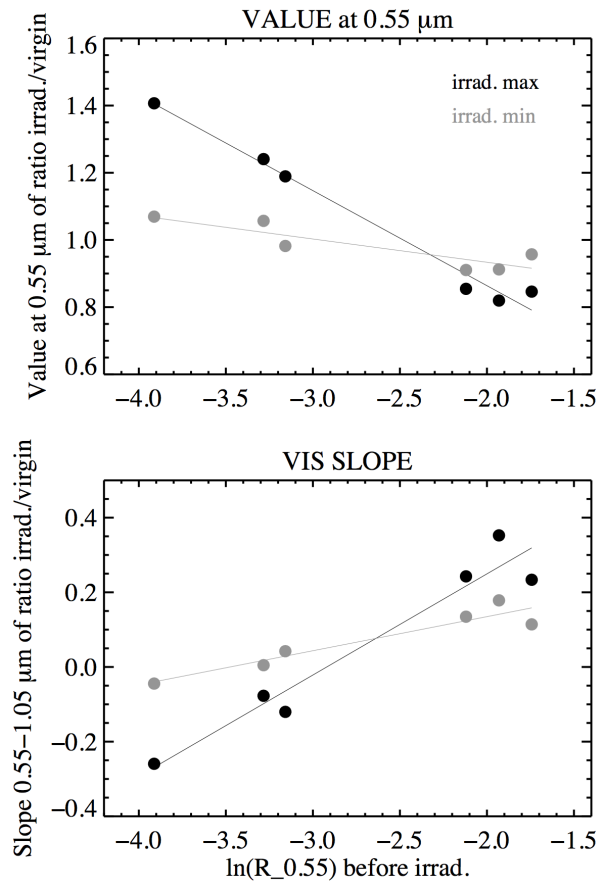 VALUE at 0.55 μm
Value at 0.55 μm of ratio irrad./virgin
1.6
1.4
1.2
1.0
0.8
0.6
irrad. max
irrad. min
−4.0 −3.5 −3.0 −2.5 −2.0 −1.5
VIS SLOPE
Slope 0.55−1.05 μm of ratio irrad./virgin
0.4
0.2
0.0
−0.2
−0.4
−4.0 −3.5 −3.0 −2.5 −2.0 −1.5
ln(R_0.55) before irrad.